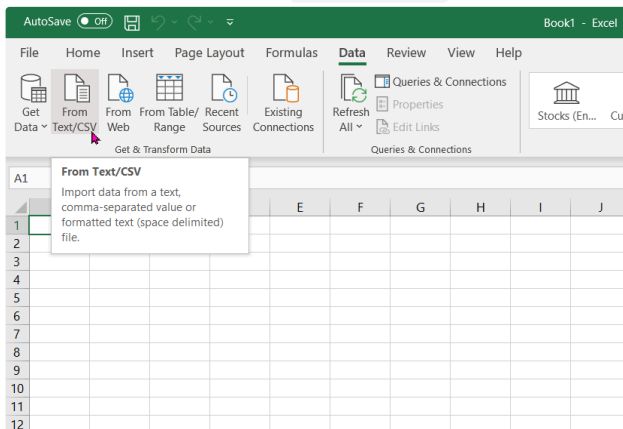 AutoSave Off Book1 - Excel
File Home Insert Page Layout Formulas Data Review View Help
Get Data
From Text/CSV
From Web
From Table/ Range
Recent Sources
Existing Connections
Refresh All
Queries & Connections
Properties
Edit Links
Stocks (En...
Cu
Get & Transform Data
Queries & Connections
A1
From Text/CSV
Import data from a text,
comma-separated value or
formatted text (space delimited)
file.
E F G H I J
1
2
3
4
5
6
7
8
9
10
11
12